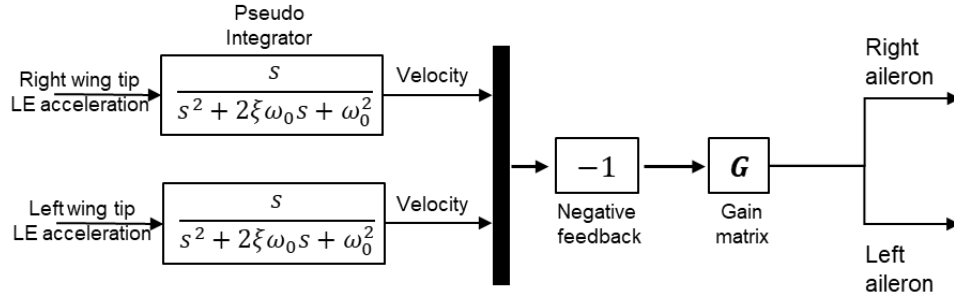 Pseudo
Integrator
Right wing tip
LE acceleration
s
s² + 2ξω₀s + ω₀²
Velocity
Left wing tip
LE acceleration
s
s² + 2ξω₀s + ω₀²
Velocity
−1
Negative
feedback
G
Gain
matrix
Right
aileron
Left
aileron